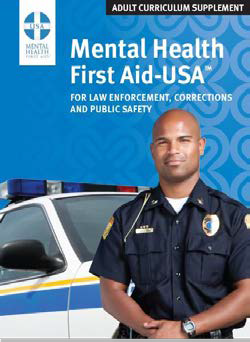 ADULT CURRICULUM SUPPLEMENT
USA
MENTAL
HEALTH
FIRST AID
Mental Health
First Aid-USA™
FOR LAW ENFORCEMENT, CORRECTIONS
AND PUBLIC SAFETY